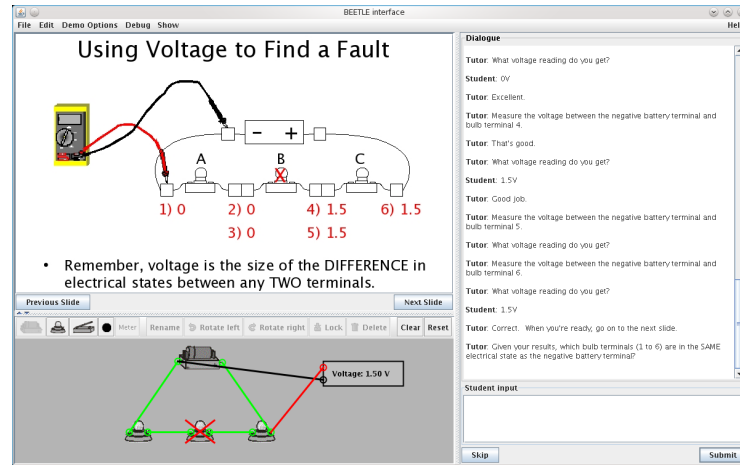 BEETLE interface
File Edit Demo Options Debug Show
Hel
Using Voltage to Find a Fault
A
B
C
- +
1) 0 2) 0 4) 1.5 6) 1.5
3) 0 5) 1.5
• Remember, voltage is the size of the DIFFERENCE in
electrical states between any TWO terminals.
Previous Slide
Next Slide
Meter Rename Rotate left Rotate right Lock Delete Clear Reset
Voltage: 1.50 V
Dialogue
Tutor: What voltage reading do you get?
Student: 0V
Tutor: Excellent.
Tutor: Measure the voltage between the negative battery terminal and
bulb terminal 4.
Tutor: That's good.
Tutor: What voltage reading do you get?
Student: 1.5V
Tutor: Good job.
Tutor: Measure the voltage between the negative battery terminal and
bulb terminal 5.
Tutor: What voltage reading do you get?
Tutor: Measure the voltage between the negative battery terminal and
bulb terminal 6.
Tutor: What voltage reading do you get?
Student: 1.5V
Tutor: Correct. When you're ready, go on to the next slide.
Tutor: Given your results, which bulb terminals (1 to 6) are in the SAME
electrical state as the negative battery terminal?
Student input
Skip
Submit